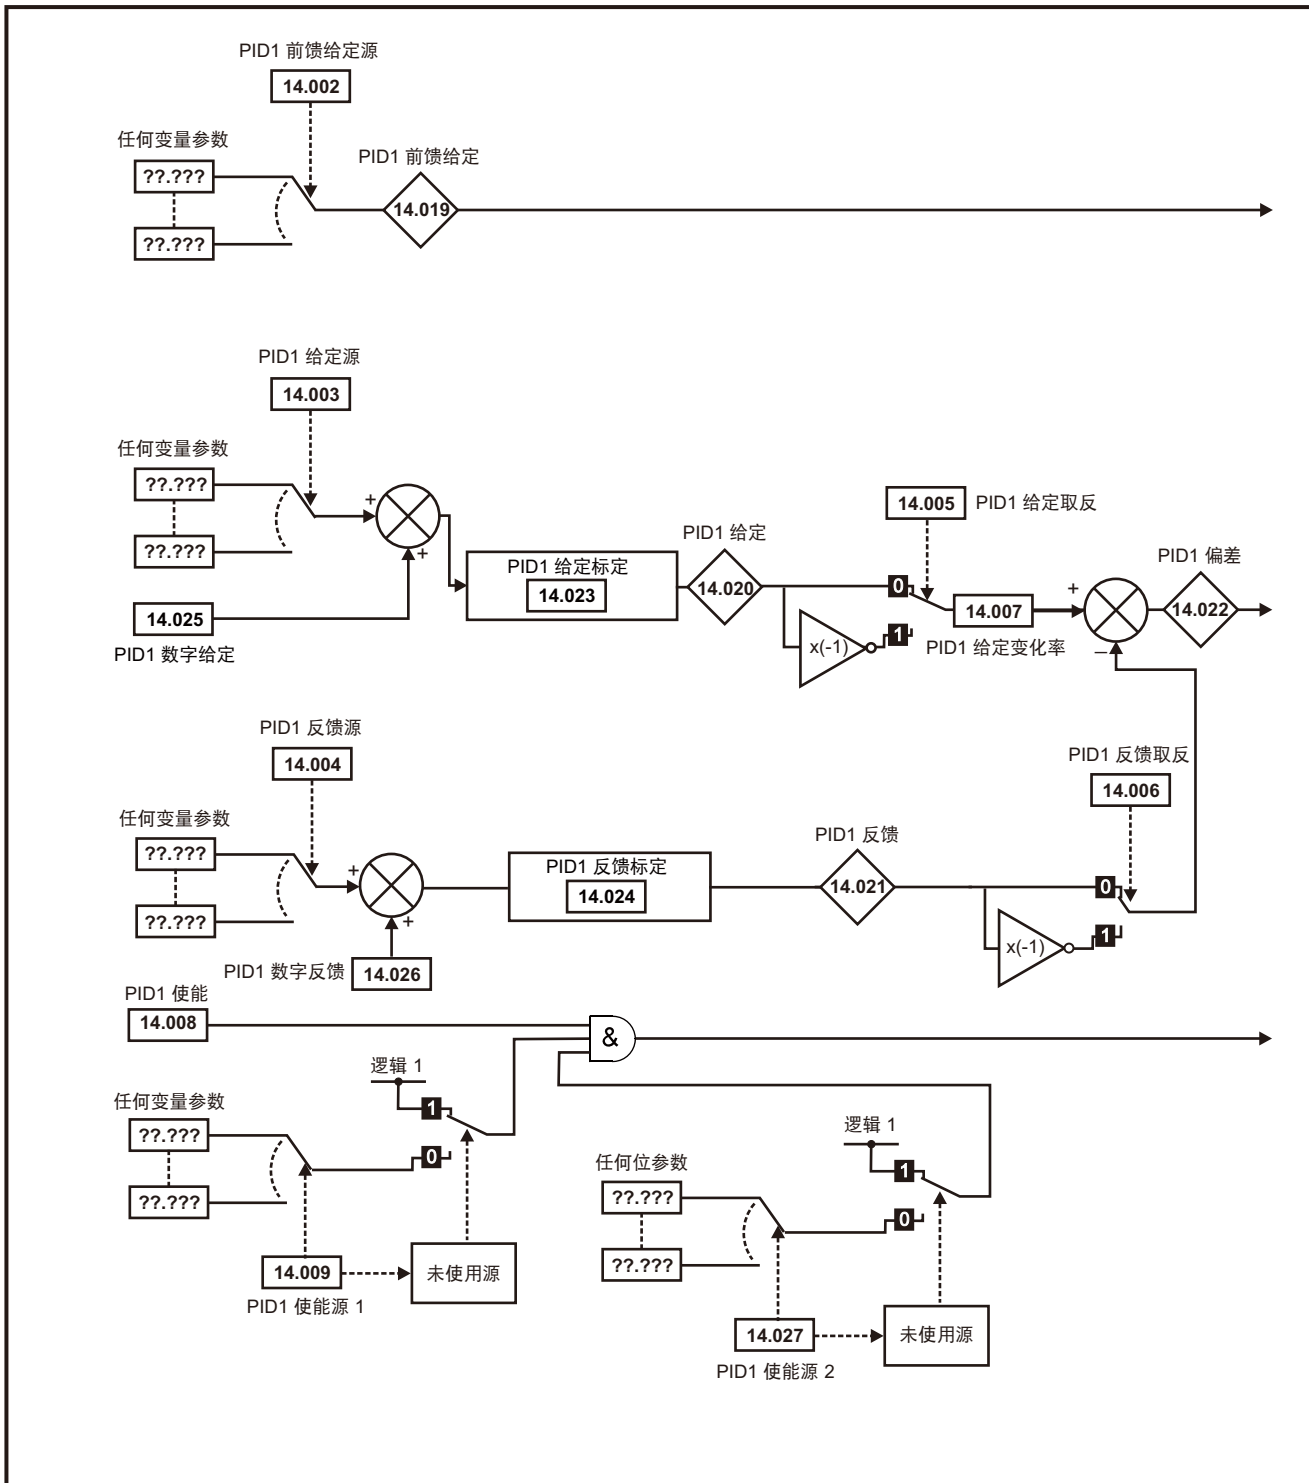 PID1 前馈给定源
14.002
任何变量参数
??.???
??.???
PID1 前馈给定
14.019
PID1 给定源
14.003
任何变量参数
??.???
??.???
+
+
14.025
PID1 数字给定
PID1 给定标定
14.023
PID1 给定
14.020
14.005
PID1 给定取反
0
1
x(-1)
14.007
PID1 给定变化率
+
–
PID1 偏差
14.022
PID1 反馈源
14.004
任何变量参数
??.???
??.???
+
+
PID1 数字反馈
14.026
PID1 反馈标定
14.024
PID1 反馈
14.021
PID1 反馈取反
14.006
0
1
x(-1)
PID1 使能
14.008
&
逻辑 1
1
0
任何变量参数
??.???
??.???
14.009
PID1 使能源 1
未使用源
逻辑 1
1
0
任何位参数
??.???
??.???
14.027
PID1 使能源 2
未使用源